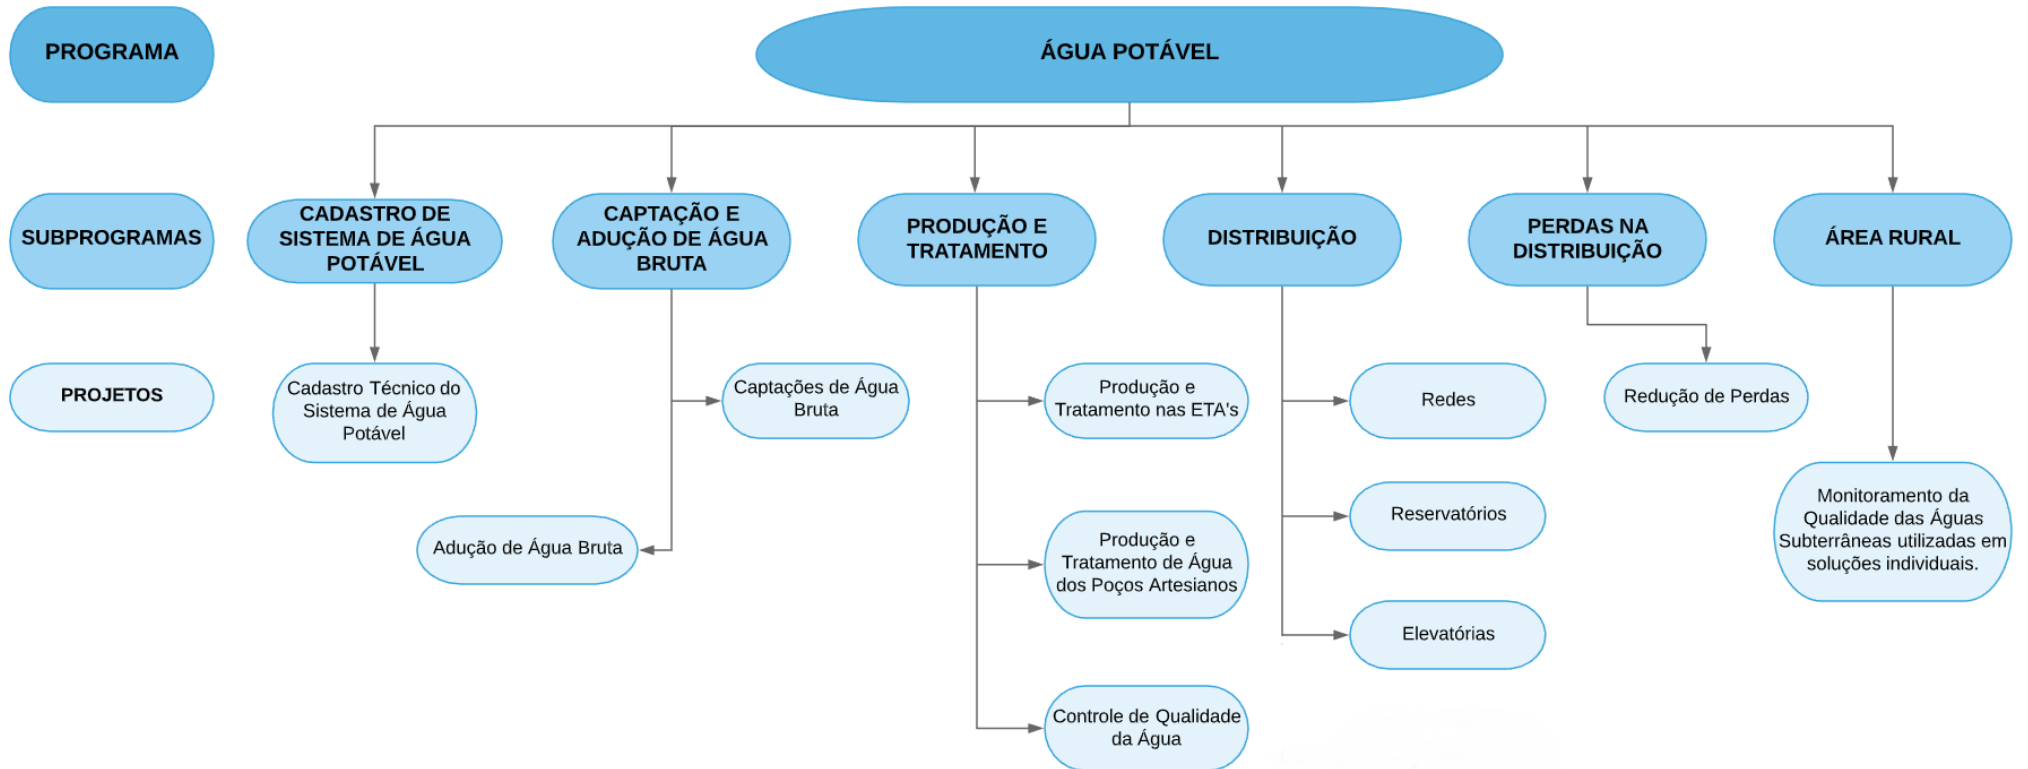 PROGRAMA
ÁGUA POTÁVEL
SUBPROGRAMAS
CADASTRO DE
SISTEMA DE ÁGUA
POTÁVEL
CAPTAÇÃO E
ADUÇÃO DE ÁGUA
BRUTA
PRODUÇÃO E
TRATAMENTO
DISTRIBUIÇÃO
PERDAS NA
DISTRIBUIÇÃO
ÁREA RURAL
PROJETOS
Cadastro Técnico do
Sistema de Água
Potável
Captações de Água
Bruta
Adução de Água Bruta
Produção e
Tratamento nas ETA's
Produção e
Tratamento de Água
dos Poços Artesianos
Controle de Qualidade
da Água
Redes
Reservatórios
Elevatórias
Redução de Perdas
Monitoramento da
Qualidade das Águas
Subterrâneas utilizadas em
soluções individuais.